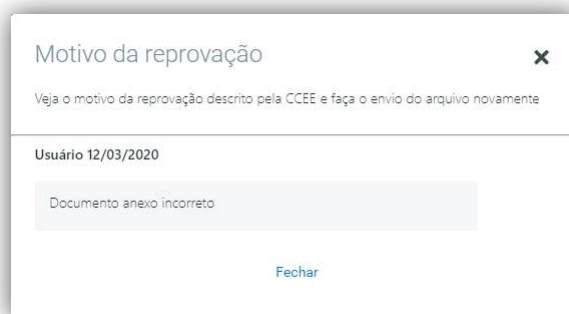 Motivo da reprovação
Veja o motivo da reprovação descrito pela CCEE e faça o envio do arquivo novamente
Usuário 12/03/2020
Documento anexo incorreto
Fechar